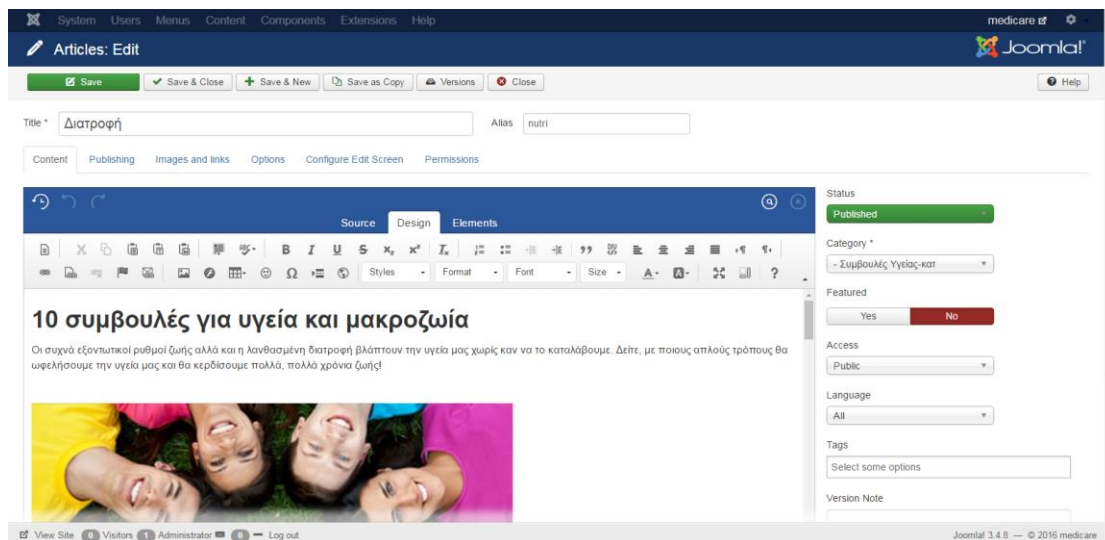 System Users Menus Content Components Extensions Help medicare
Articles: Edit Joomla!
Save Save & Close Save & New Save as Copy Versions Close Help
Title * Διατροφή Alias nutri
Content Publishing Images and links Options Configure Edit Screen Permissions
Status
Published
Source Design Elements
Category *
- Συμβουλές Υγείας-κατ
Styles Format Font Size
Featured
Yes No
10 συμβουλές για υγεία και μακροζωία
Οι συχνά εξοντωτικοί ρυθμοί ζωής αλλά και η λανθασμένη διατροφή βλάπτουν την υγεία μας χωρίς καν να το καταλάβουμε. Δείτε, με ποιους απλούς τρόπους θα
ωφελήσουμε την υγεία μας και θα κερδίσουμε πολλά, πολλά χρόνια ζωής!
Access
Public
Language
All
Tags
Select some options
Version Note
View Site 0 Visitors 1 Administrator 0 Log out Joomla! 3.4.8 — © 2016 medicare